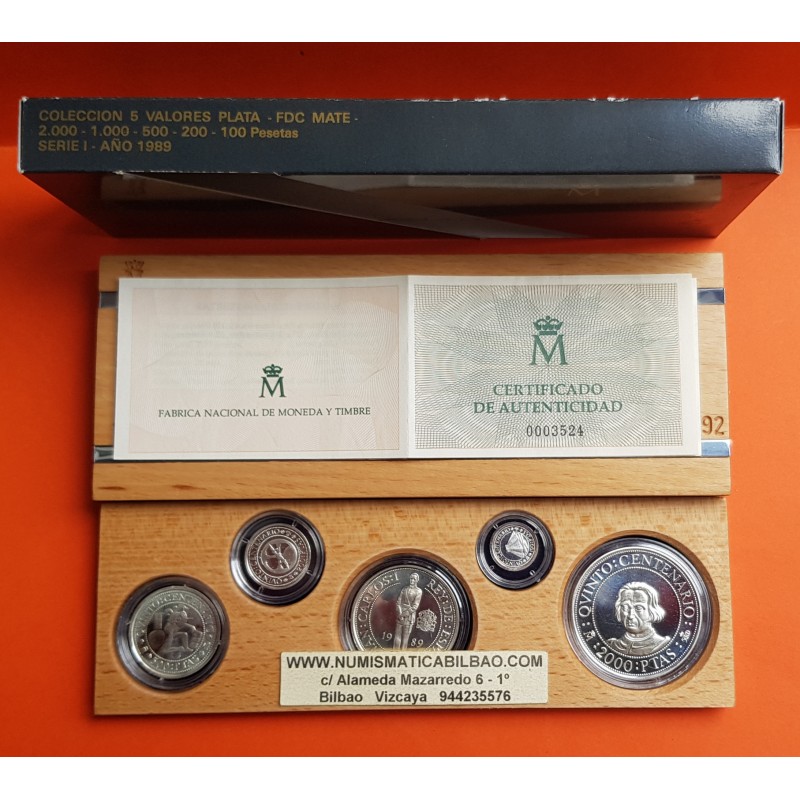 COLECCION 5 VALORES PLATA - FDC MATE -
2.000 - 1.000 - 500 - 200 - 100 Pesetas
SERIE I - AÑO 1989
M
FABRICA NACIONAL DE MONEDA Y TIMBRE
M
CERTIFICADO
DE AUTENTICIDAD
0003524
92
CARLOS I REY DE
1989
QVINTO CENTENARIO
2000 PTAS
WWW.NUMISMATICABILBAO.COM
c/ Alameda Mazarredo 6 - 1º
Bilbao Vizcaya 944235576